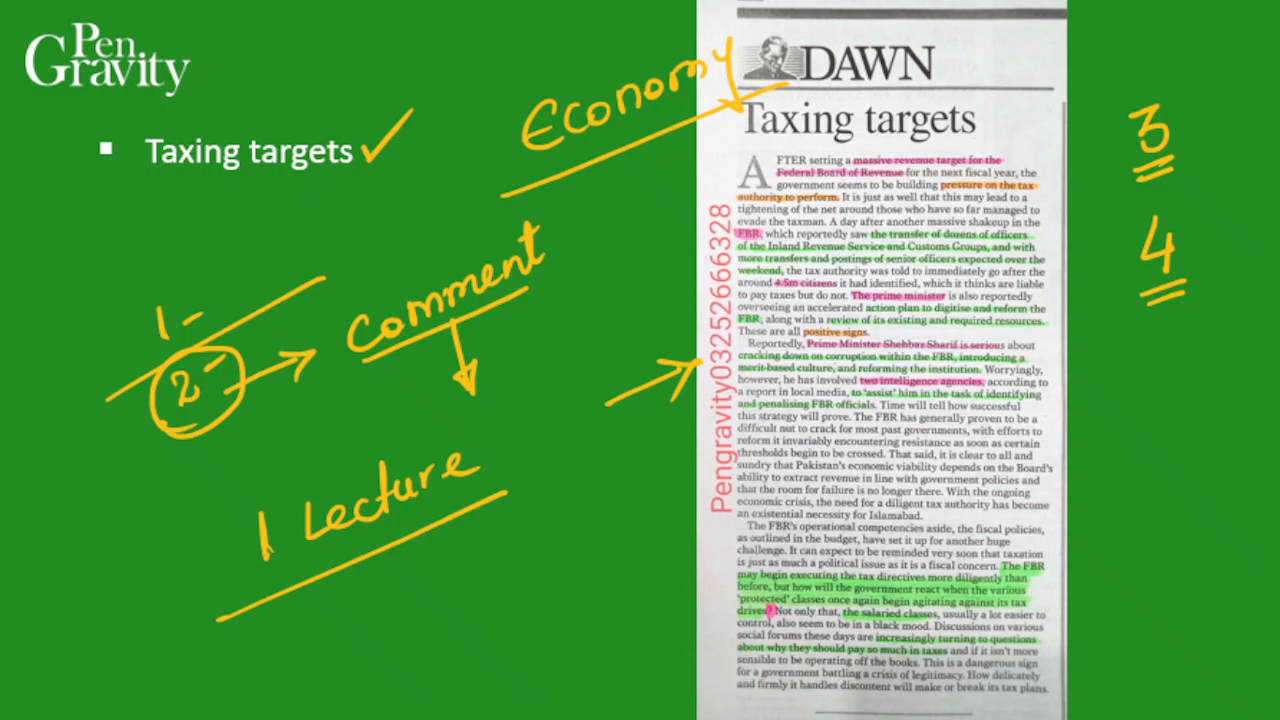 Pen
Gravity
▪ Taxing targets
Economy
1-
2-
Comment
1 Lecture
3
4
Pengravity03252666328
DAWN
Taxing targets
AFTER setting a massive revenue target for the
Federal Board of Revenue for the next fiscal year, the
government seems to be building pressure on the tax
authority to perform. It is just as well that this may lead to a
tightening of the net around those who have so far managed to
evade the taxman. A day after another massive shakeup in the
FBR, which reportedly saw the transfer of dozens of officers
of the Inland Revenue Service and Customs Groups, and with
more transfers and postings of senior officers expected over the
weekend, the tax authority was told to immediately go after the
around 4.5m citizens it had identified, which it thinks are liable
to pay taxes but do not. The prime minister is also reportedly
overseeing an accelerated action plan to digitise and reform the
FBR, along with a review of its existing and required resources.
These are all positive signs.
Reportedly, Prime Minister Shehbaz Sharif is serious about
cracking down on corruption within the FBR, introducing a
merit-based culture, and reforming the institution. Worryingly,
however, he has involved two intelligence agencies, according to
a report in local media, to 'assist' him in the task of identifying
and penalising FBR officials. Time will tell how successful
this strategy will prove. The FBR has generally proven to be a
difficult nut to crack for most past governments, with efforts to
reform it invariably encountering resistance as soon as certain
thresholds begin to be crossed. That said, it is clear to all and
sundry that Pakistan's economic viability depends on the Board's
ability to extract revenue in line with government policies and
that the room for failure is no longer there. With the ongoing
economic crisis, the need for a diligent tax authority has become
an existential necessity for Islamabad.
The FBR's operational competencies aside, the fiscal policies,
as outlined in the budget, have set it up for another huge
challenge. It can expect to be reminded very soon that taxation
is just as much a political issue as it is a fiscal concern. The FBR
may begin executing the tax directives more diligently than
before, but how will the government react when the various
'protected' classes once again begin agitating against its tax
drives? Not only that, the salaried classes, usually a lot easier to
control, also seem to be in a black mood. Discussions on various
social forums these days are increasingly turning to questions
about why they should pay so much in taxes and if it isn't more
sensible to be operating off the books. This is a dangerous sign
for a government battling a crisis of legitimacy. How delicately
and firmly it handles discontent will make or break its tax plans.